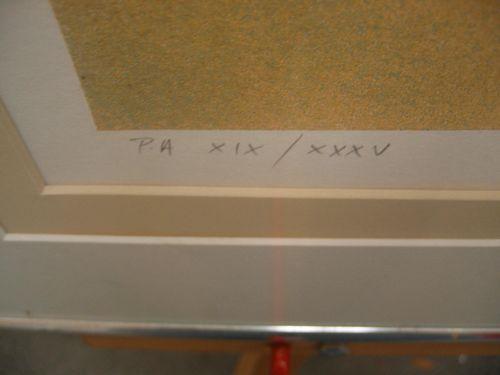 P.A XIX / XXXV